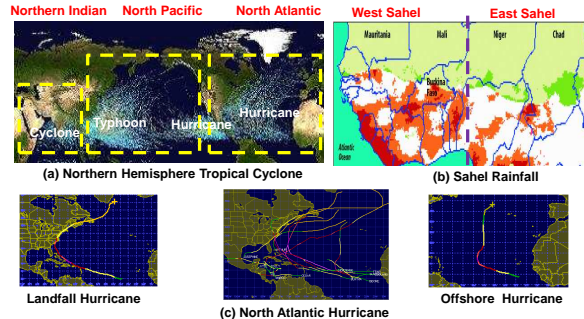 Northern Indian North Pacific North Atlantic
Cyclone Typhoon Hurricane Hurricane
(a) Northern Hemisphere Tropical Cyclone
West Sahel East Sahel
Mauritania Mali Niger Chad
Burkina
Faso
Atlantic
Ocean
(b) Sahel Rainfall
Landfall Hurricane
(c) North Atlantic Hurricane
Offshore Hurricane